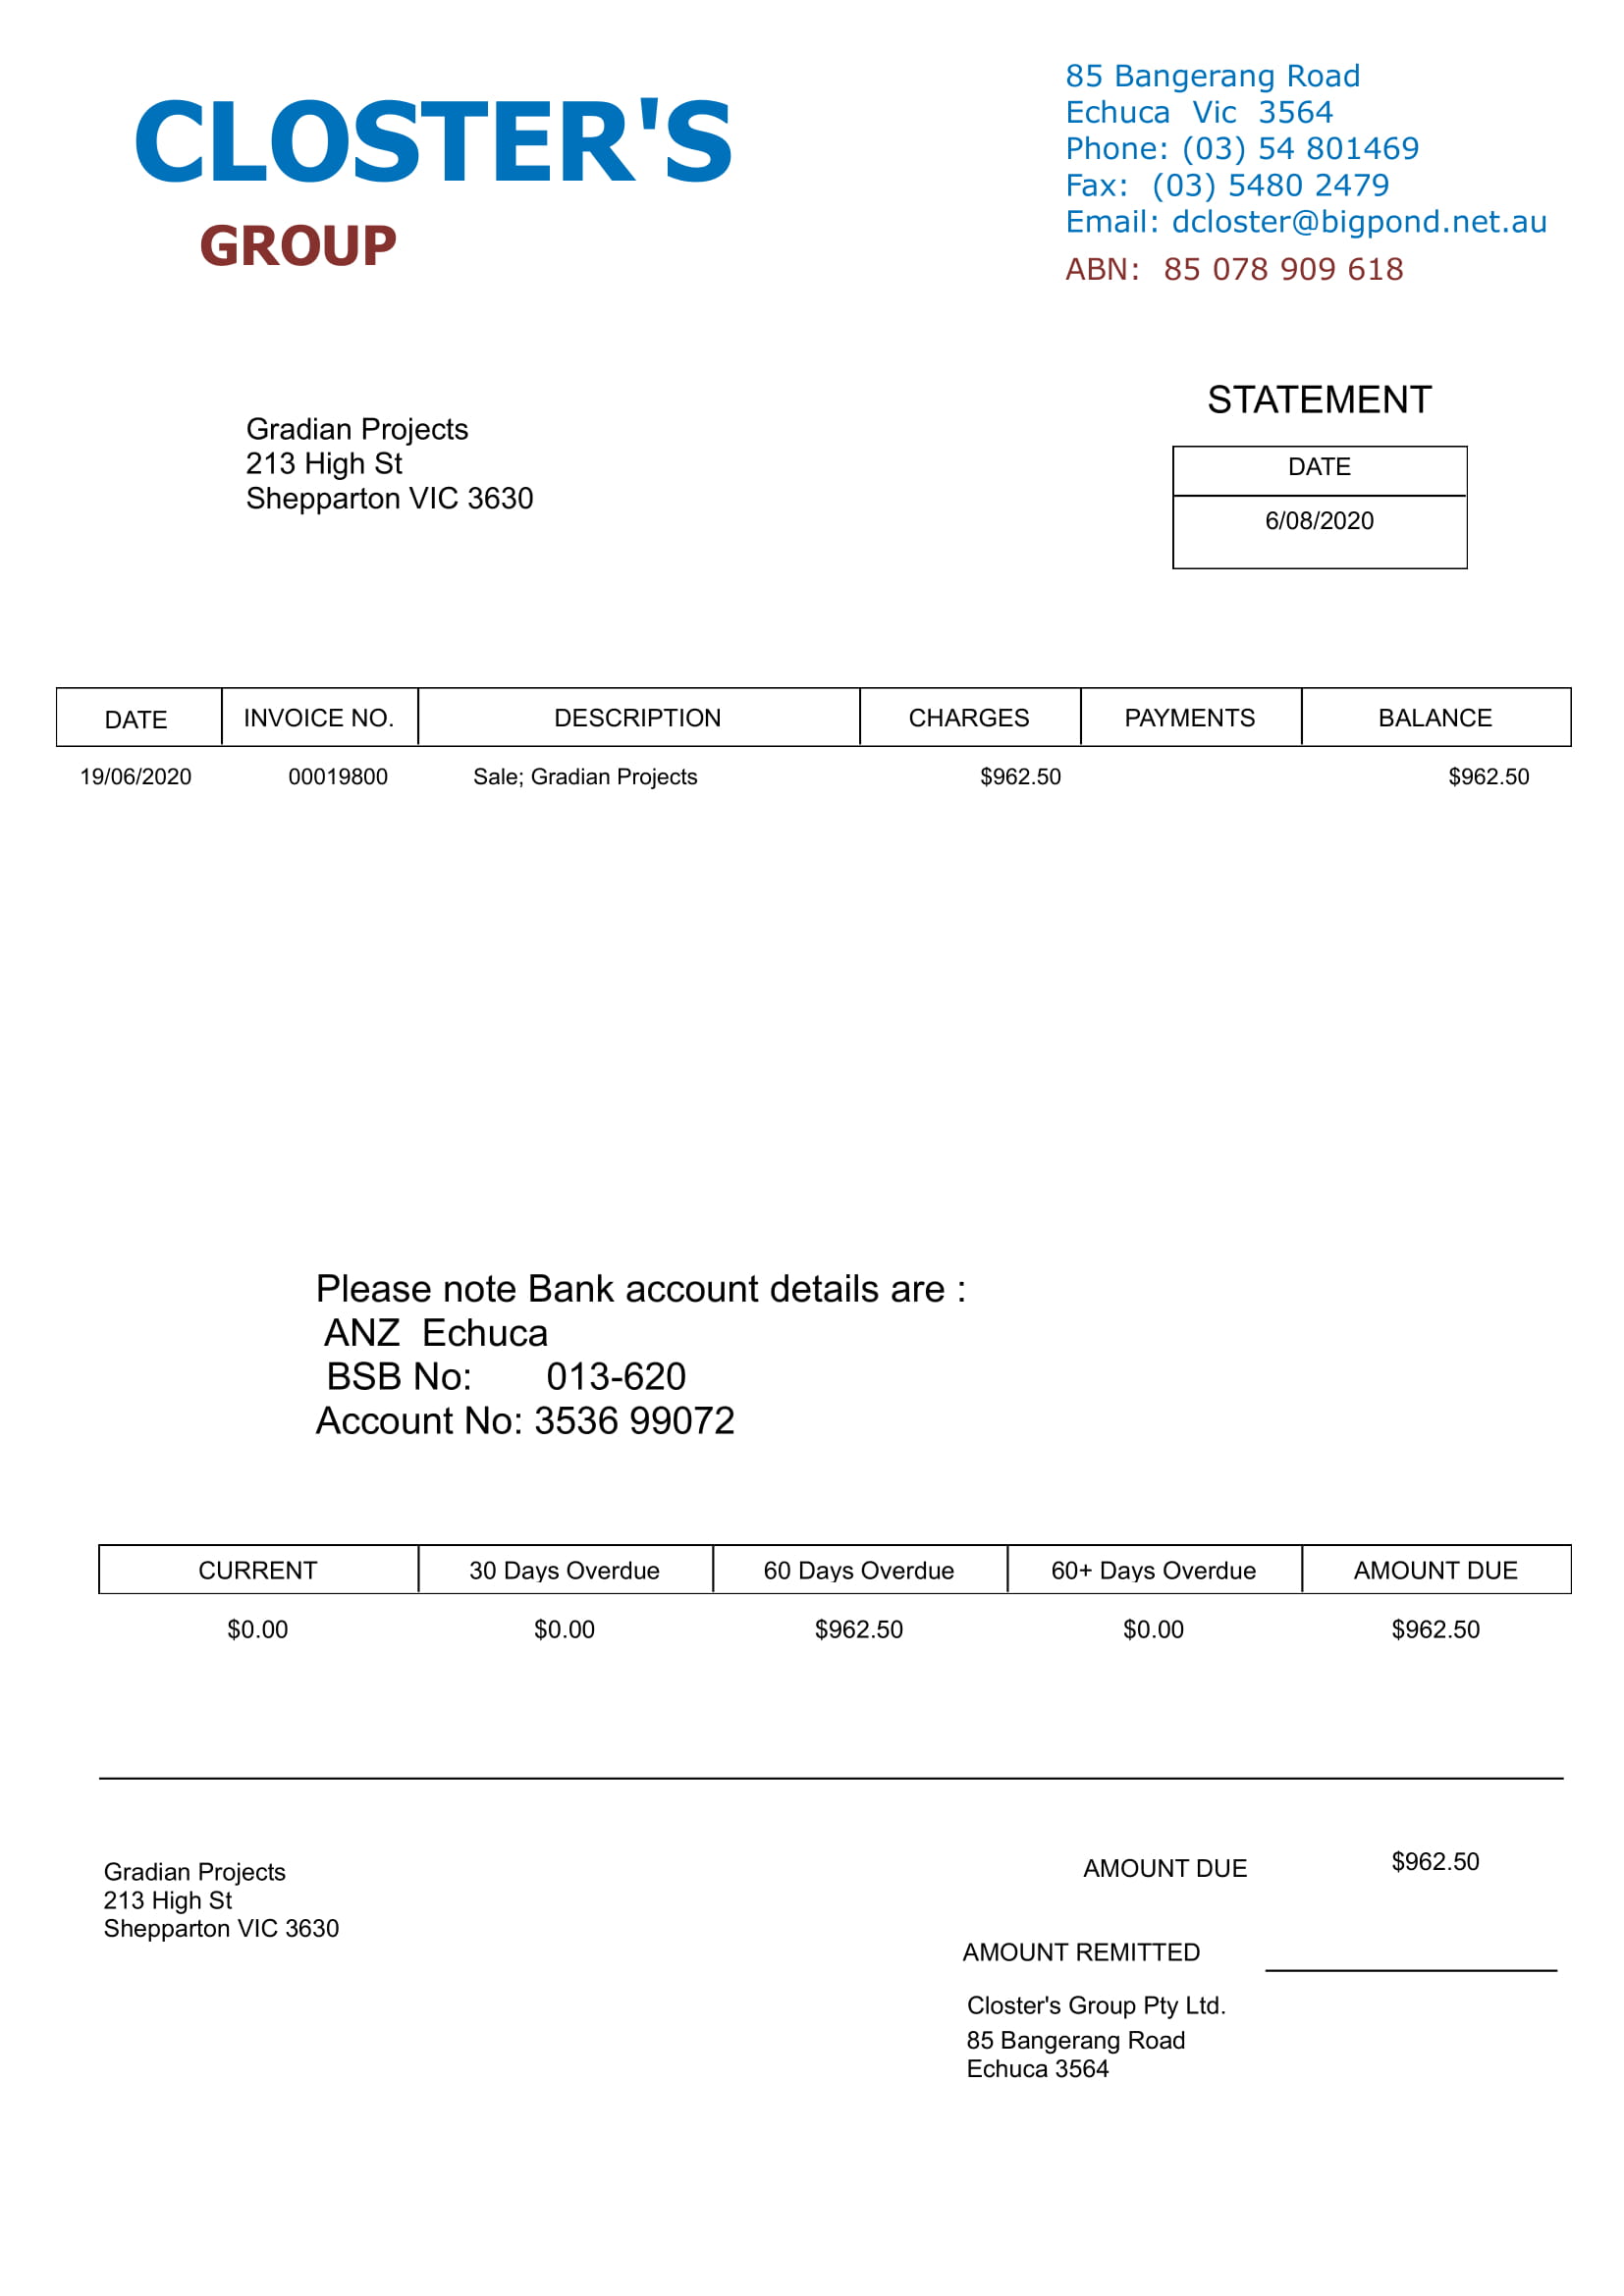 CLOSTER'S
GROUP
85 Bangerang Road
Echuca  Vic  3564
Phone: (03) 54 801469
Fax:  (03) 5480 2479
Email: dcloster@bigpond.net.au
ABN:  85 078 909 618
STATEMENT
Gradian Projects
213 High St
Shepparton VIC 3630
DATE
6/08/2020
DATE INVOICE NO. DESCRIPTION CHARGES PAYMENTS BALANCE
19/06/2020 00019800 Sale; Gradian Projects $962.50 $962.50
Please note Bank account details are :
ANZ  Echuca
BSB No: 013-620
Account No: 3536 99072
CURRENT 30 Days Overdue 60 Days Overdue 60+ Days Overdue AMOUNT DUE
$0.00 $0.00 $962.50 $0.00 $962.50
Gradian Projects
213 High St
Shepparton VIC 3630
AMOUNT DUE $962.50
AMOUNT REMITTED
Closter's Group Pty Ltd.
85 Bangerang Road
Echuca 3564